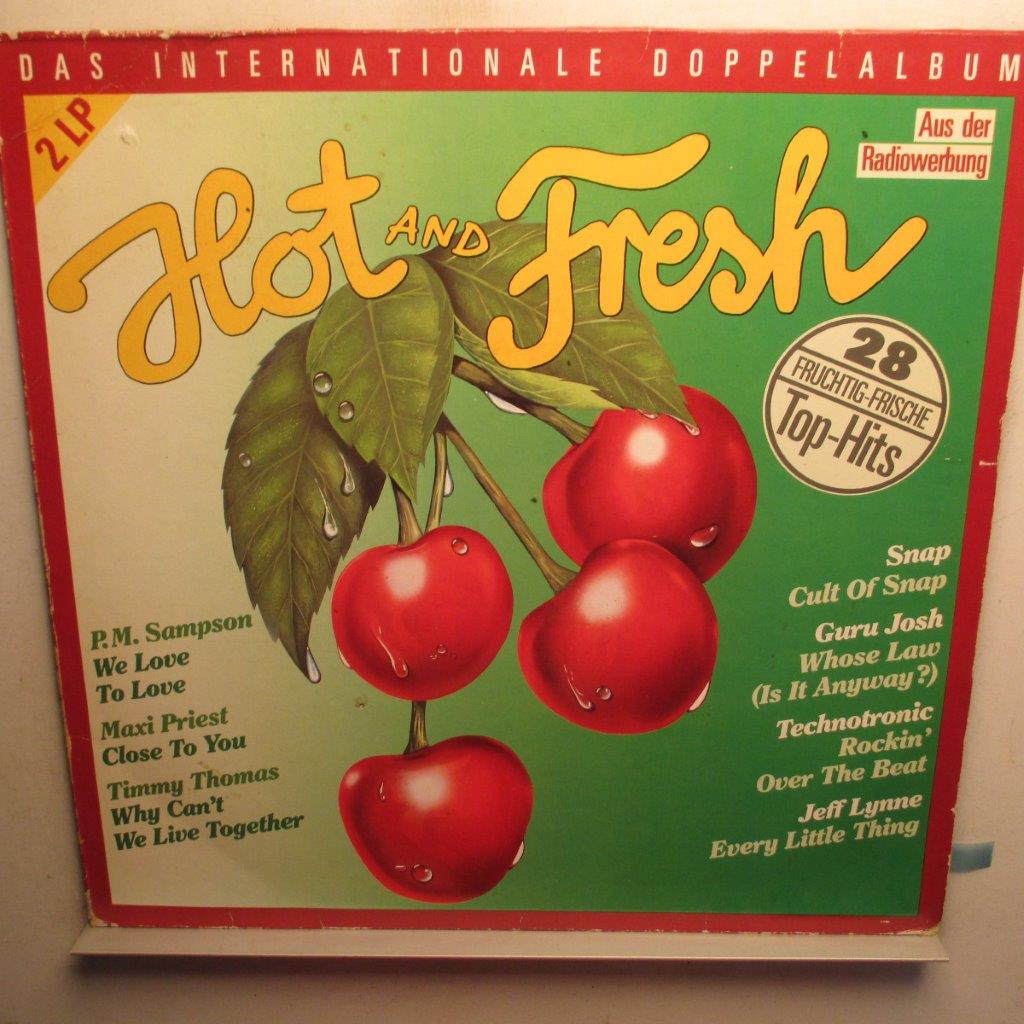 DAS INTERNATIONALE DOPPELALBUM
2 LP
Aus der
Radiowerbung
Hot AND Fresh
28
FRUCHTIG-FRISCHE
Top-Hits
P.M. Sampson
We Love
To Love
Maxi Priest
Close To You
Timmy Thomas
Why Can't
We Live Together
Snap
Cult Of Snap
Guru Josh
Whose Law
(Is It Anyway?)
Technotronic
Rockin'
Over The Beat
Jeff Lynne
Every Little Thing